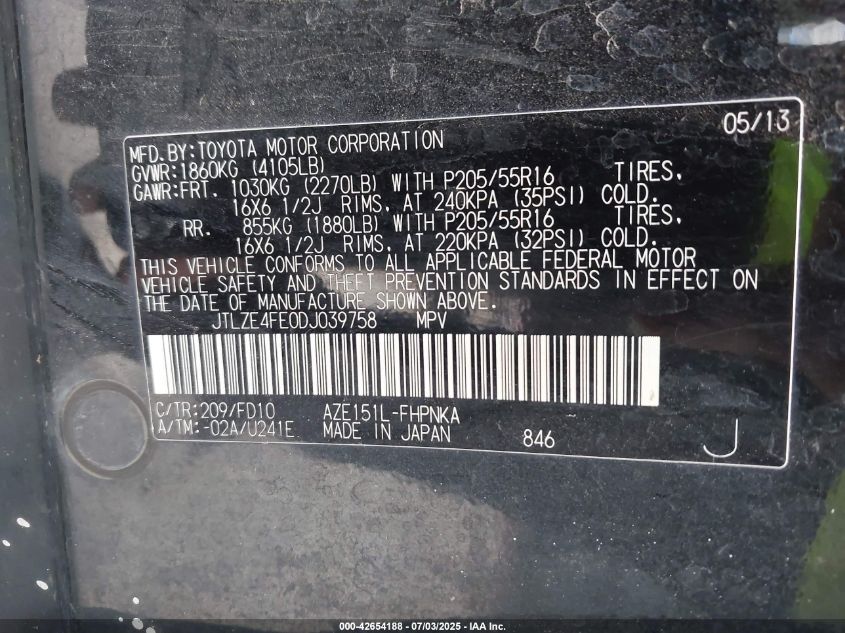 05/13
MFD.BY:TOYOTA MOTOR CORPORATION
GVWR:1860KG (4105LB)
GAWR:FRT. 1030KG (2270LB) WITH P205/55R16 TIRES,
16X6 1/2J RIMS, AT 240KPA (35PSI) COLD.
RR. 855KG (1880LB) WITH P205/55R16 TIRES,
16X6 1/2J RIMS, AT 220KPA (32PSI) COLD.
THIS VEHICLE CONFORMS TO ALL APPLICABLE FEDERAL MOTOR
VEHICLE SAFETY AND THEFT PREVENTION STANDARDS IN EFFECT ON
THE DATE OF MANUFACTURE SHOWN ABOVE.
JTLZE4FE0DJ039758 MPV
C/TR:209/FD10 AZE151L-FHPNKA
A/TM:-02A/U241E MADE IN JAPAN 846 J
000-42654188 - 07/03/2025 - IAA Inc.